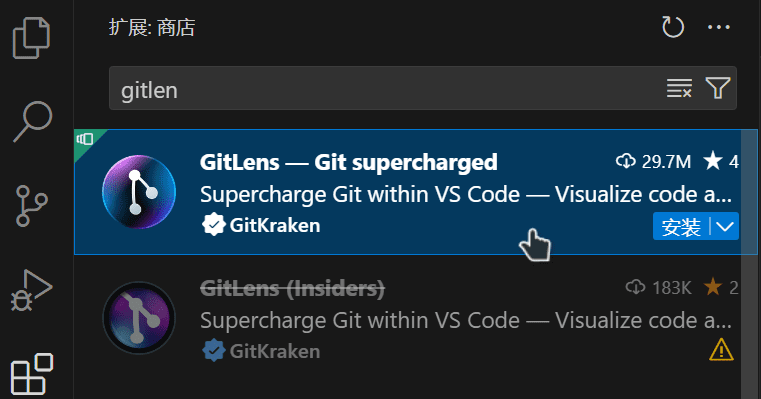 扩展: 商店
gitlen
GitLens — Git supercharged 29.7M 4
Supercharge Git within VS Code — Visualize code a...
GitKraken 安装
GitLens (Insiders) 183K 2
Supercharge Git within VS Code — Visualize code a...
GitKraken